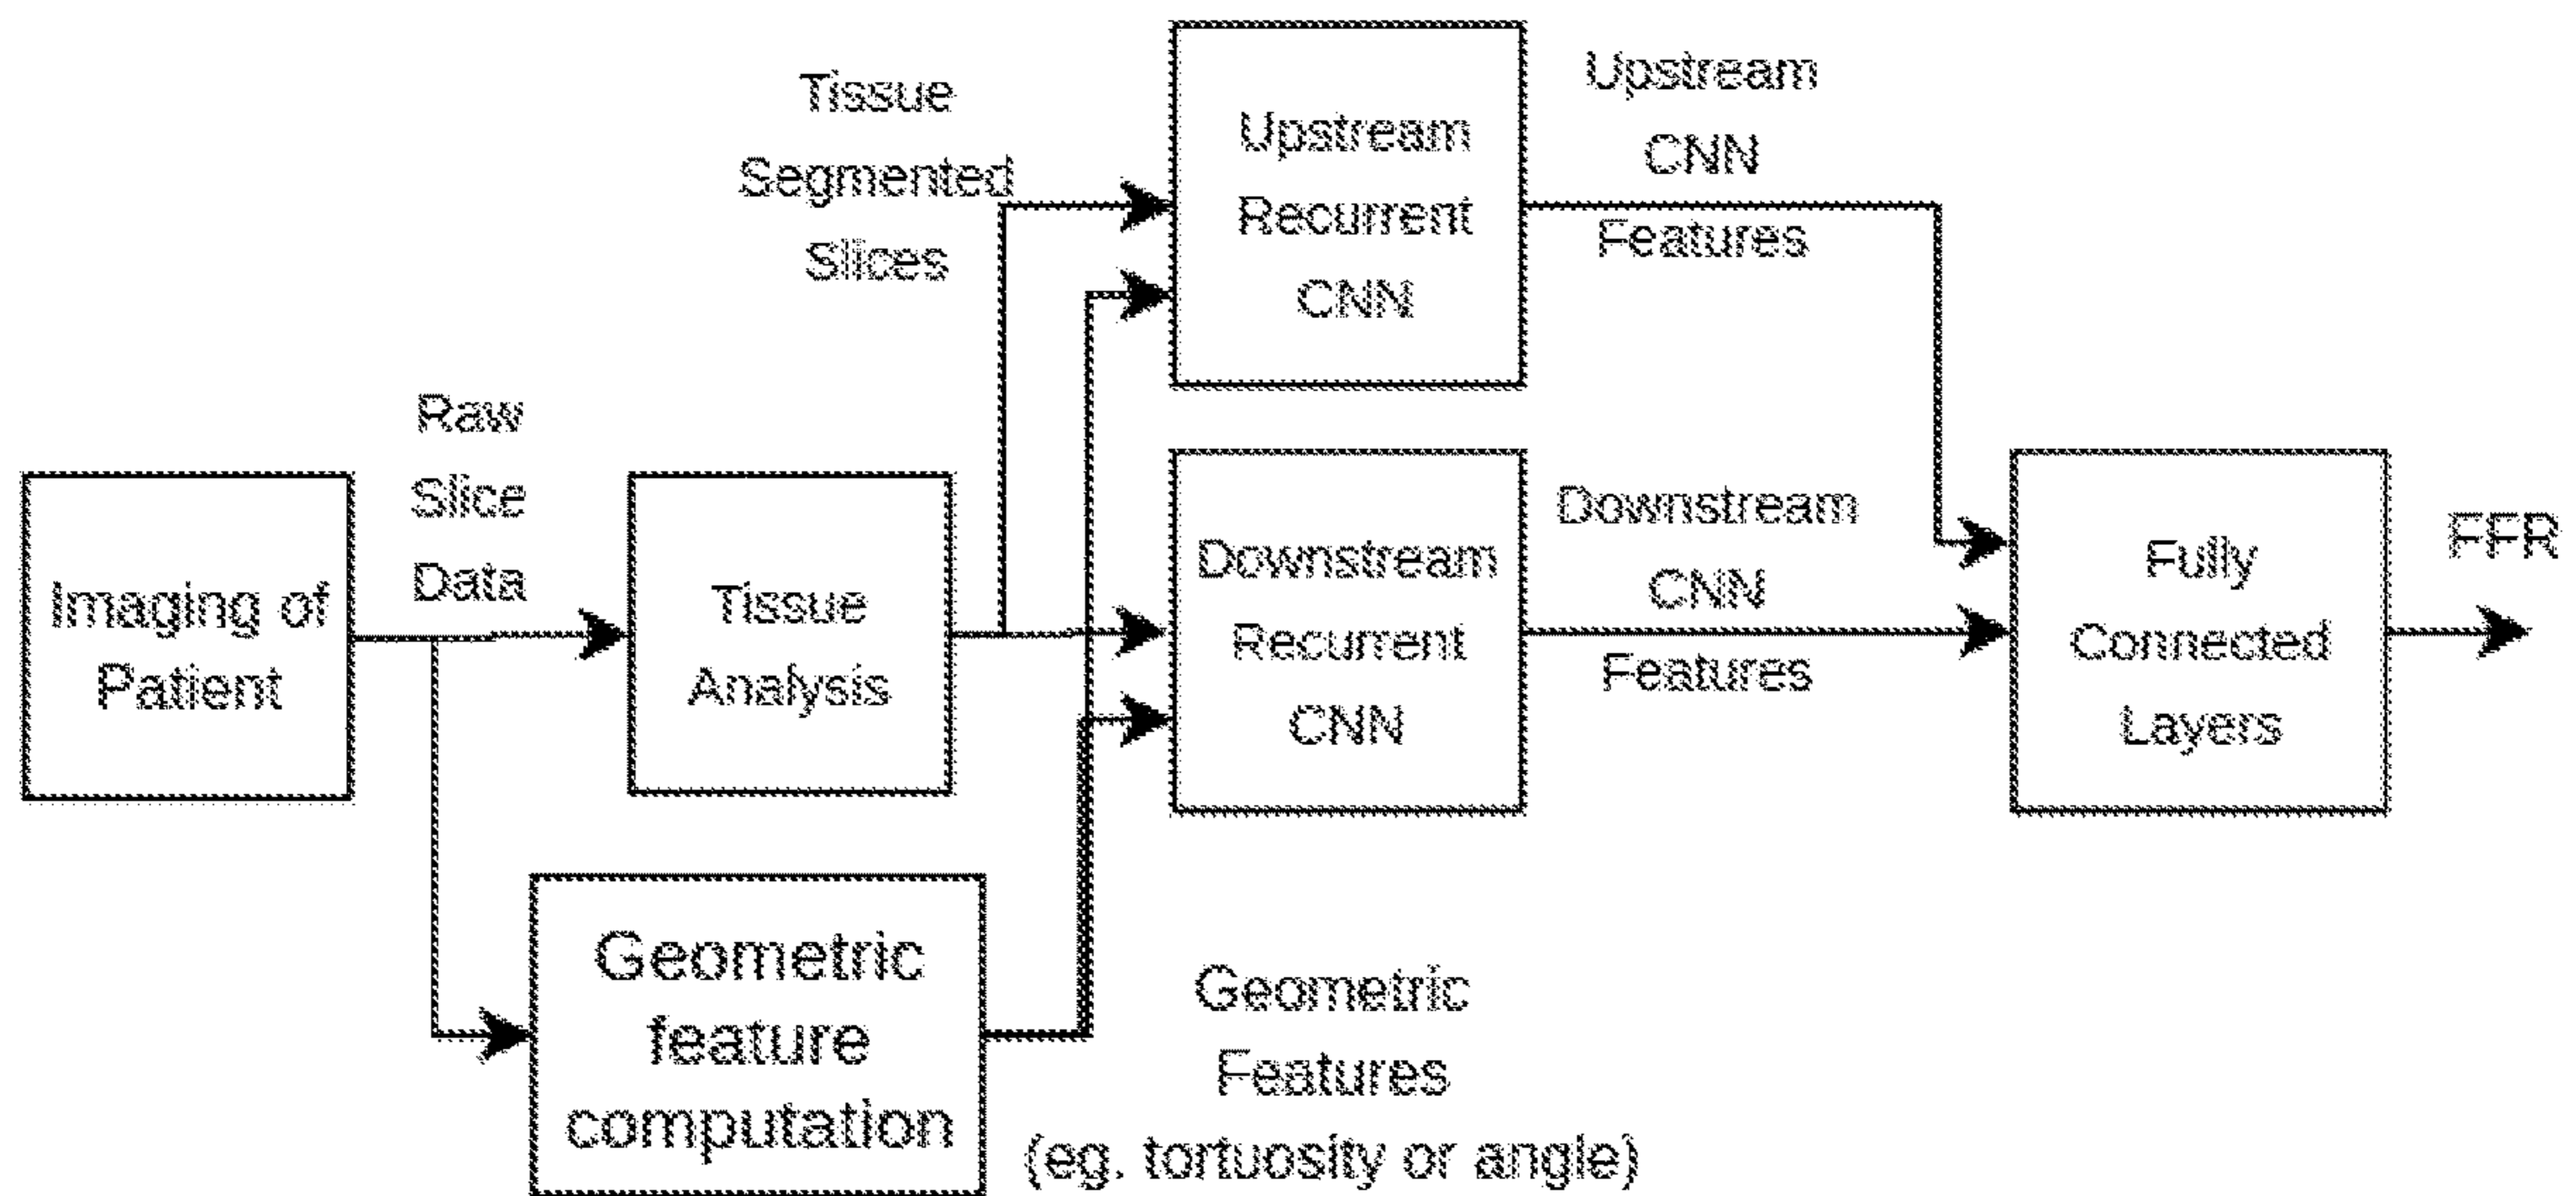 Tissue
Segmented
Slices
Upstream
Recurrent
CNN
Upstream
CNN
Features
Raw
Slice
Data
Imaging of
Patient
Tissue
Analysis
Downstream
Recurrent
CNN
Downstream
CNN
Features
Fully
Connected
Layers
FFR
Geometric
feature
computation
Geometric
Features
(eg. tortuosity or angle)